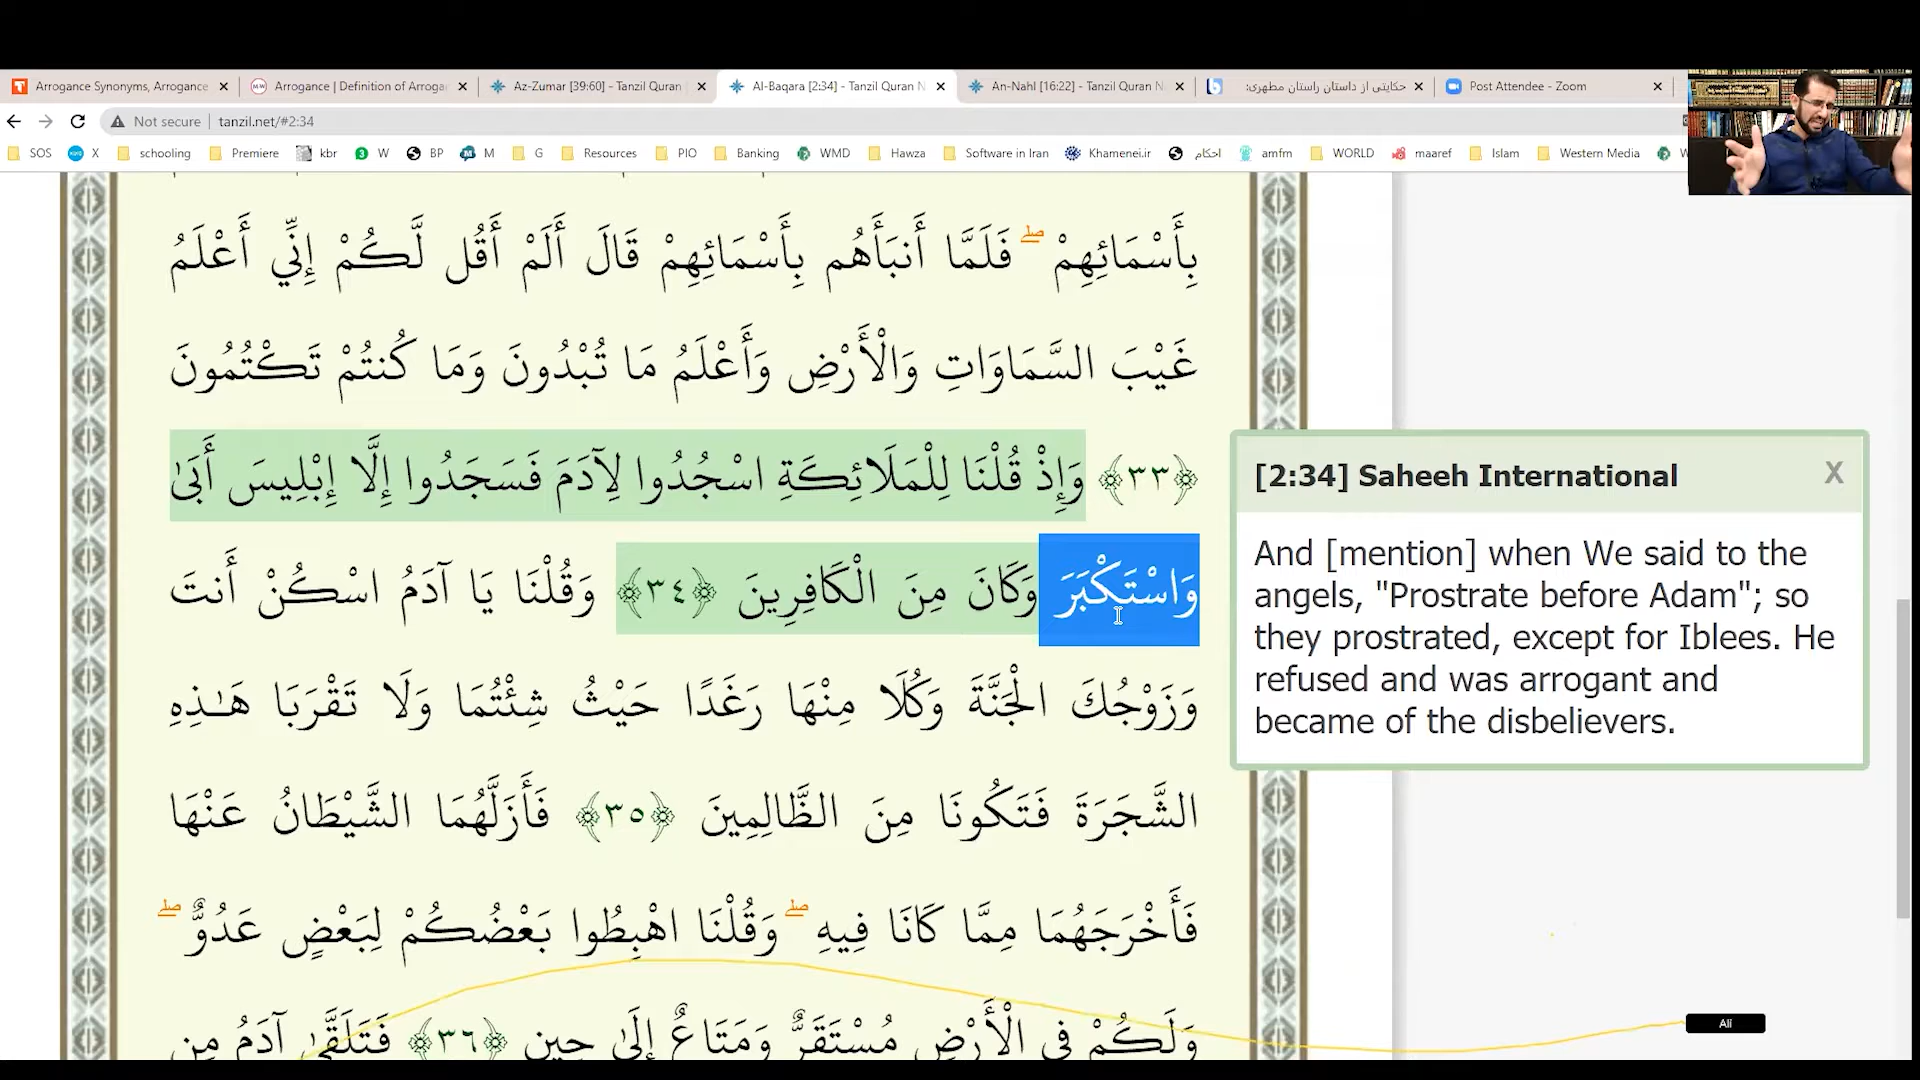 Arrogance Synonyms, Arrogance
Arrogance | Definition of Arroga
Az-Zumar [39:60] - Tanzil Quran
Al-Baqara [2:34] - Tanzil Quran N
An-Nahl [16:22] - Tanzil Quran N
حکایتی از داستان راستان مطهری:
Post Attendee - Zoom
Not secure
tanzil.net/#2:34
SOS X schooling Premiere kbr W BP M G Resources PIO Banking WMD Hawza Software in Iran Khamenei.ir احکام amfm WORLD maaref Islam Western Media
بِأَسْمَائِهِمْ ۖ فَلَمَّا أَنبَأَهُم بِأَسْمَائِهِمْ قَالَ أَلَمْ أَقُل لَّكُمْ إِنِّي أَعْلَمُ
غَيْبَ السَّمَاوَاتِ وَالْأَرْضِ وَأَعْلَمُ مَا تُبْدُونَ وَمَا كُنتُمْ تَكْتُمُونَ
﴿٣٣﴾ وَإِذْ قُلْنَا لِلْمَلَائِكَةِ اسْجُدُوا لِآدَمَ فَسَجَدُوا إِلَّا إِبْلِيسَ أَبَىٰ
وَاسْتَكْبَرَ وَكَانَ مِنَ الْكَافِرِينَ ﴿٣٤﴾ وَقُلْنَا يَا آدَمُ اسْكُنْ أَنتَ
وَزَوْجُكَ الْجَنَّةَ وَكُلَا مِنْهَا رَغَدًا حَيْثُ شِئْتُمَا وَلَا تَقْرَبَا هَـٰذِهِ
الشَّجَرَةَ فَتَكُونَا مِنَ الظَّالِمِينَ ﴿٣٥﴾ فَأَزَلَّهُمَا الشَّيْطَانُ عَنْهَا
فَأَخْرَجَهُمَا مِمَّا كَانَا فِيهِ ۖ وَقُلْنَا اهْبِطُوا بَعْضُكُمْ لِبَعْضٍ عَدُوٌّ ۖ
وَلَكُمْ فِي الْأَرْضِ مُسْتَقَرٌّ وَمَتَاعٌ إِلَىٰ حِينٍ ﴿٣٦﴾ فَتَلَقَّىٰ آدَمُ مِن
[2:34] Saheeh International X
And [mention] when We said to the
angels, "Prostrate before Adam"; so
they prostrated, except for Iblees. He
refused and was arrogant and
became of the disbelievers.
Ali